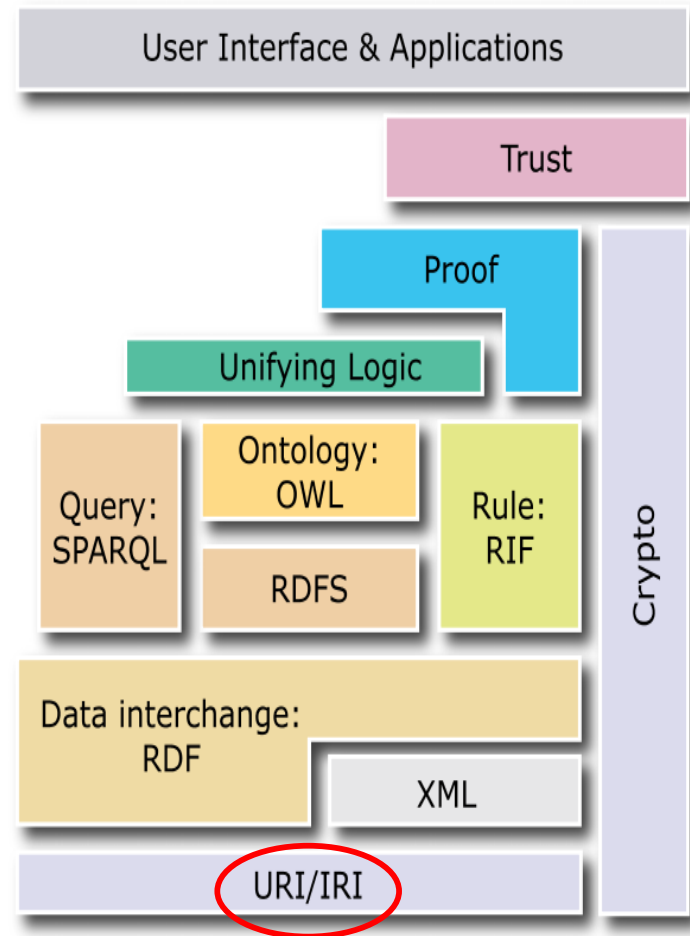 User Interface & Applications
Trust
Proof
Unifying Logic
Query:
SPARQL
Ontology:
OWL
RDFS
Rule:
RIF
Crypto
Data interchange:
RDF
XML
URI/IRI